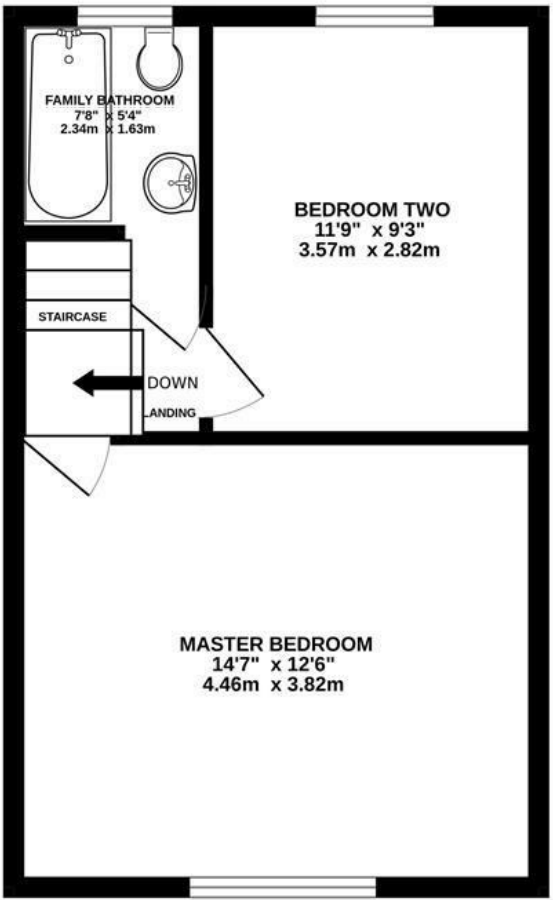 FAMILY BATHROOM
7'8" x 5'4"
2.34m x 1.63m
BEDROOM TWO
11'9" x 9'3"
3.57m x 2.82m
STAIRCASE
DOWN
LANDING
MASTER BEDROOM
14'7" x 12'6"
4.46m x 3.82m